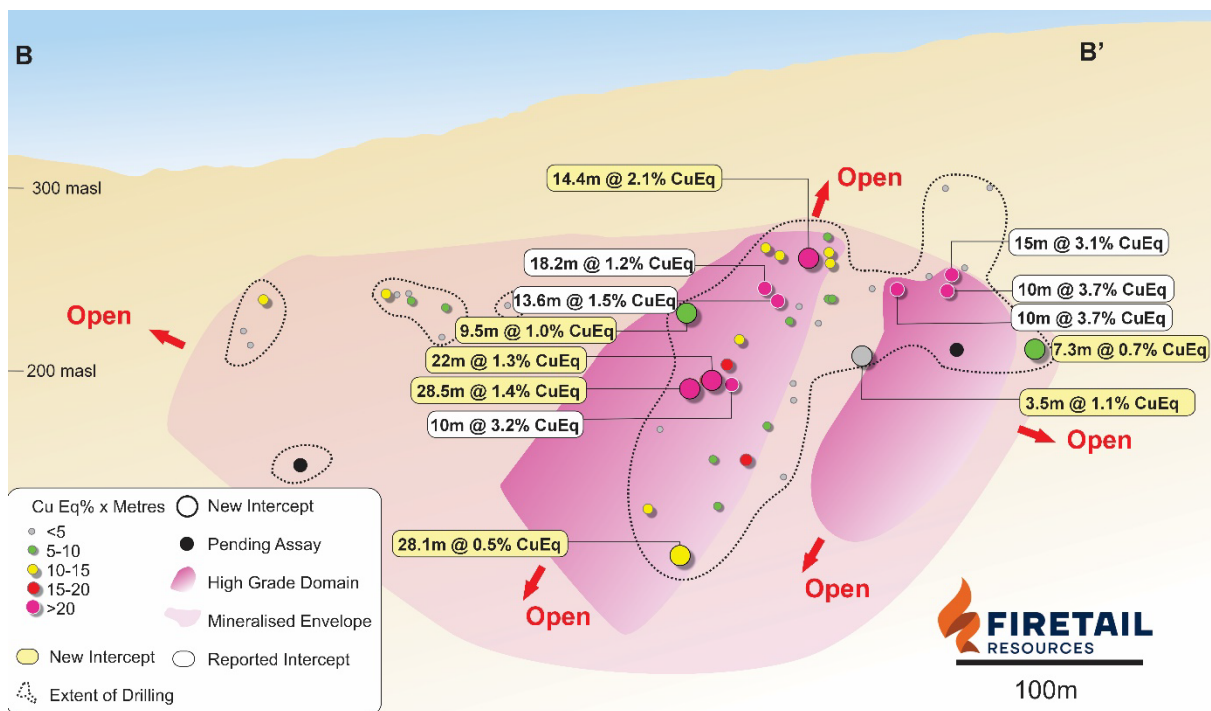 B
B'
300 masl
200 masl
14.4m @ 2.1% CuEq
Open
18.2m @ 1.2% CuEq
15m @ 3.1% CuEq
13.6m @ 1.5% CuEq
10m @ 3.7% CuEq
Open
9.5m @ 1.0% CuEq
10m @ 3.7% CuEq
22m @ 1.3% CuEq
7.3m @ 0.7% CuEq
28.5m @ 1.4% CuEq
3.5m @ 1.1% CuEq
10m @ 3.2% CuEq
Open
28.1m @ 0.5% CuEq
Open
Open
Cu Eq% x Metres
<5
5-10
10-15
15-20
>20
New Intercept
Pending Assay
High Grade Domain
Mineralised Envelope
New Intercept
Reported Intercept
Extent of Drilling
FIRETAIL
RESOURCES
100m